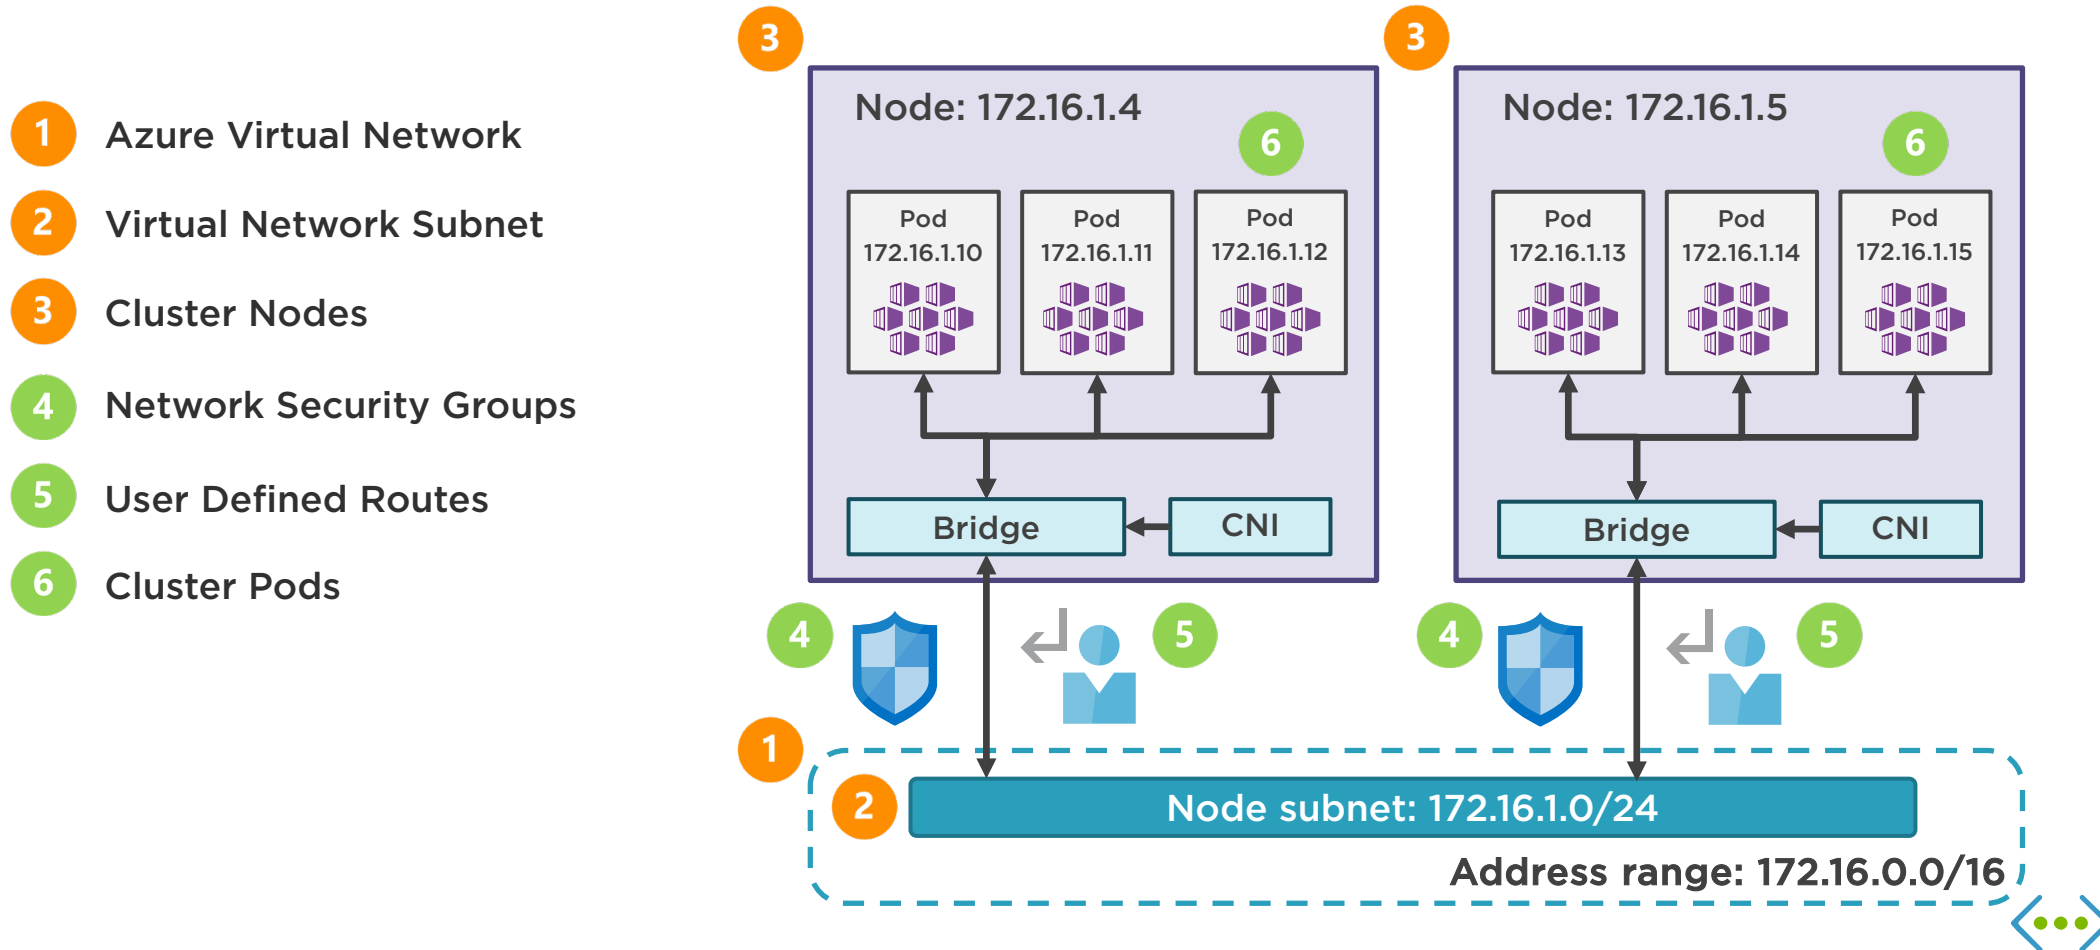 1 Azure Virtual Network
2 Virtual Network Subnet
3 Cluster Nodes
4 Network Security Groups
5 User Defined Routes
6 Cluster Pods
3
Node: 172.16.1.4
6
Pod
172.16.1.10
Pod
172.16.1.11
Pod
172.16.1.12
Bridge
CNI
3
Node: 172.16.1.5
6
Pod
172.16.1.13
Pod
172.16.1.14
Pod
172.16.1.15
Bridge
CNI
4
5
4
5
1
2
Node subnet: 172.16.1.0/24
Address range: 172.16.0.0/16